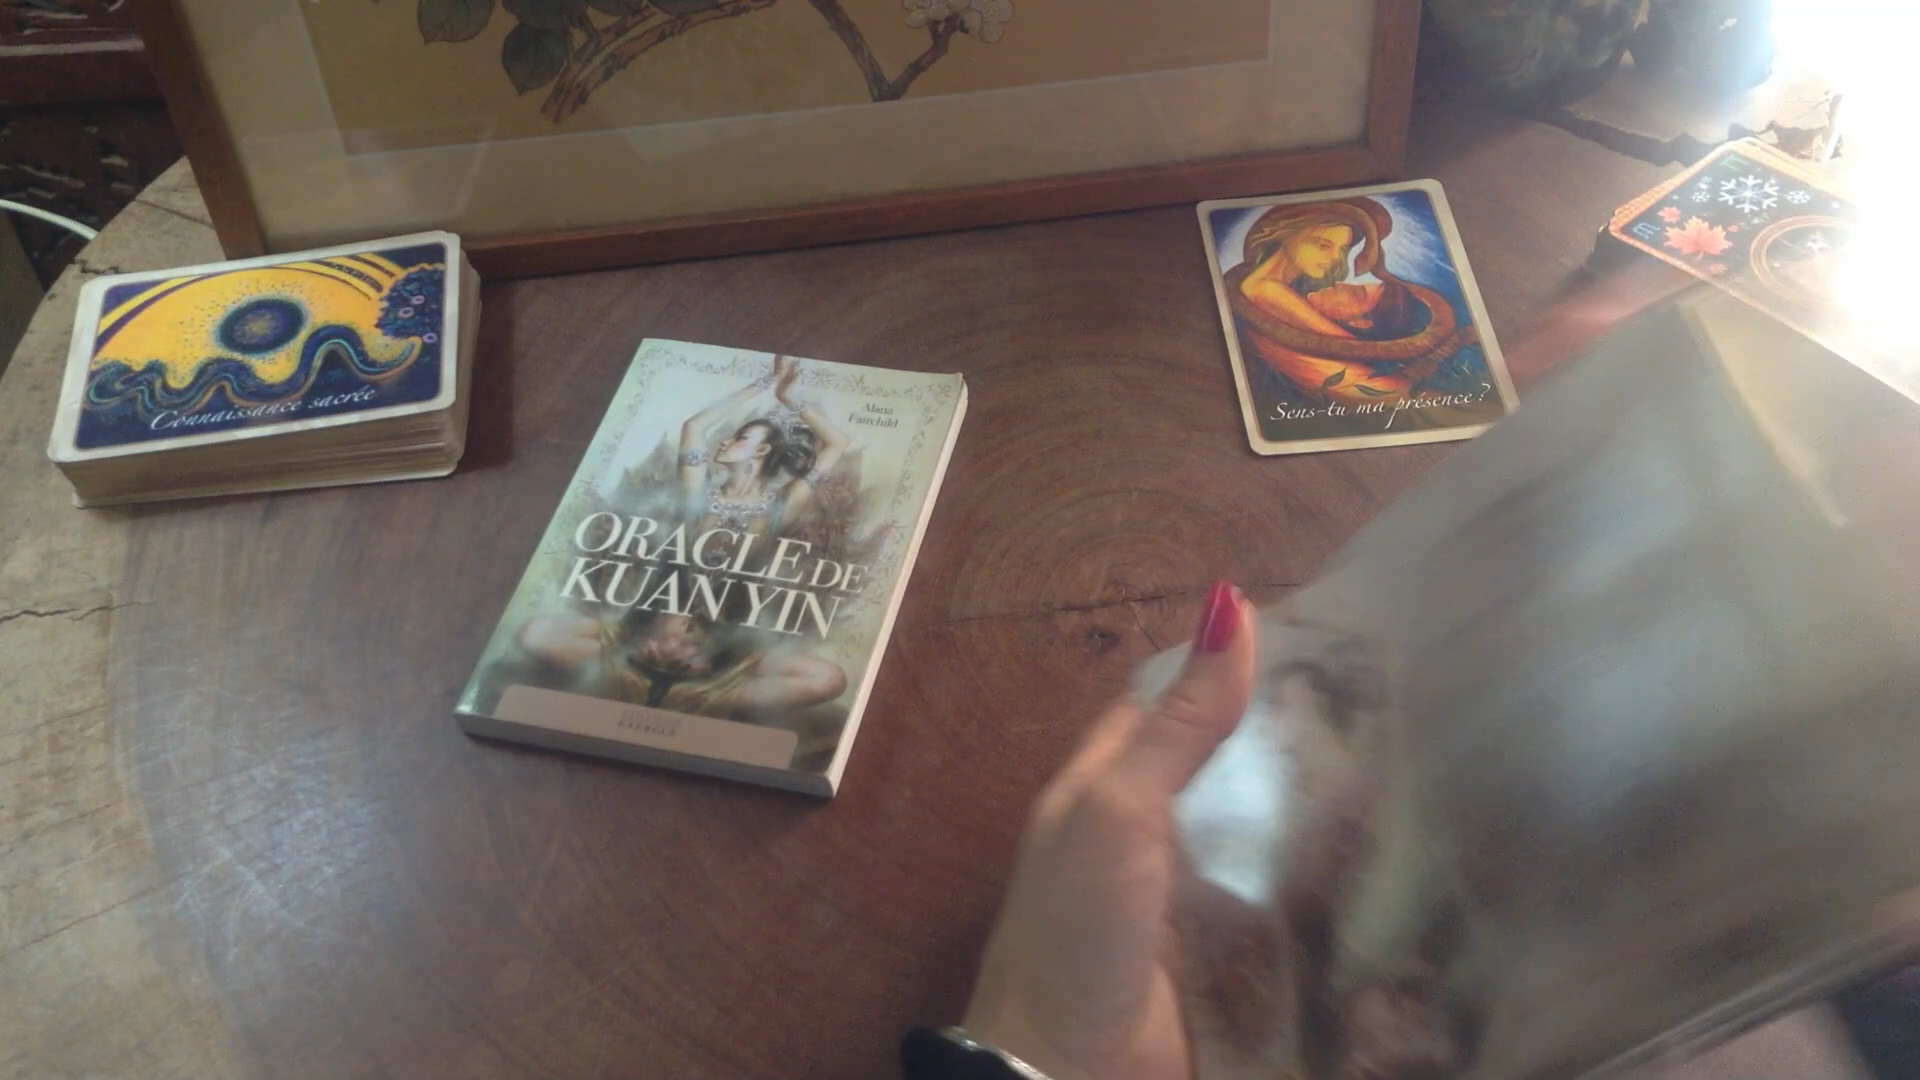 Connaissance sacrée
Alana
Fairchild
ORACLE DE
KUAN YIN
Sens-tu ma présence ?